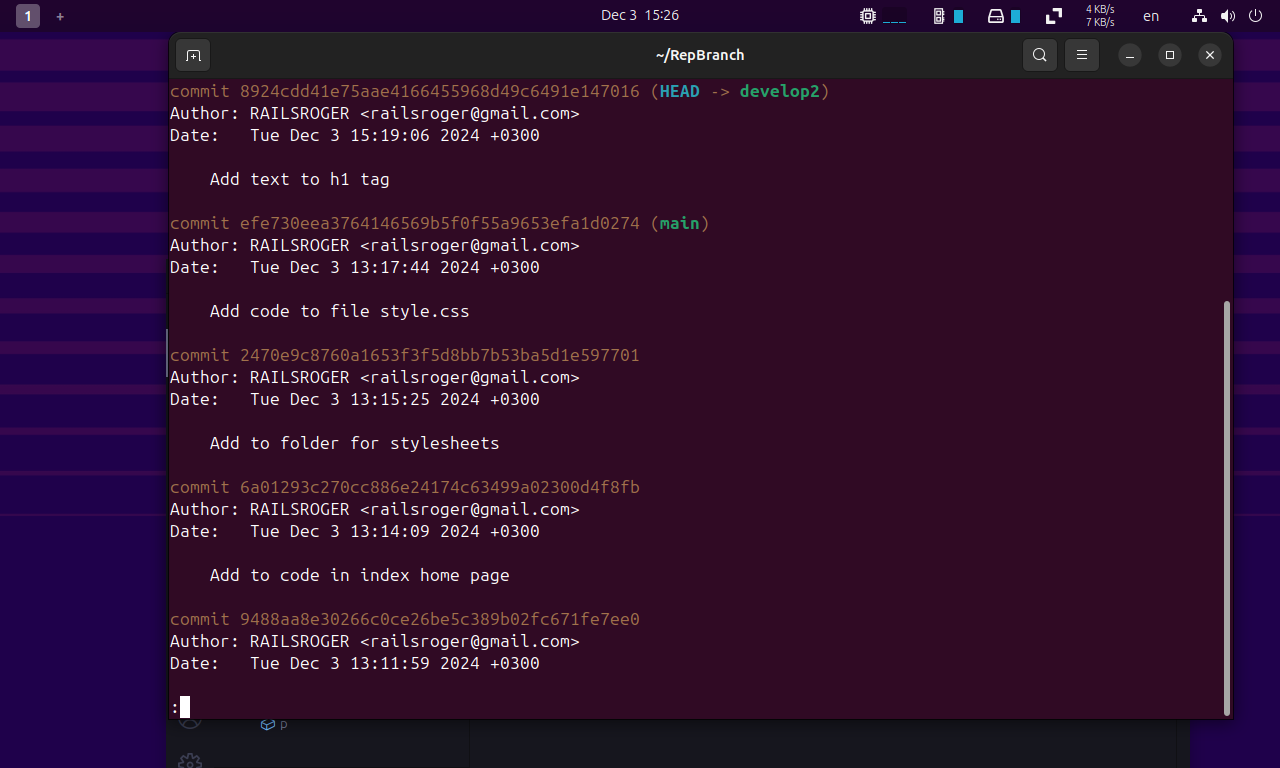 1 +
Dec 3 15:26
4 KB/s
7 KB/s
en
~/RepBranch
commit 8924cdd41e75aae4166455968d49c6491e147016 (HEAD -> develop2)
Author: RAILSROGER <railsroger@gmail.com>
Date:   Tue Dec 3 15:19:06 2024 +0300
Add text to h1 tag
commit efe730eea3764146569b5f0f55a9653efa1d0274 (main)
Author: RAILSROGER <railsroger@gmail.com>
Date:   Tue Dec 3 13:17:44 2024 +0300
Add code to file style.css
commit 2470e9c8760a1653f3f5d8bb7b53ba5d1e597701
Author: RAILSROGER <railsroger@gmail.com>
Date:   Tue Dec 3 13:15:25 2024 +0300
Add to folder for stylesheets
commit 6a01293c270cc886e24174c63499a02300d4f8fb
Author: RAILSROGER <railsroger@gmail.com>
Date:   Tue Dec 3 13:14:09 2024 +0300
Add to code in index home page
commit 9488aa8e30266c0ce26be5c389b02fc671fe7ee0
Author: RAILSROGER <railsroger@gmail.com>
Date:   Tue Dec 3 13:11:59 2024 +0300
:
p